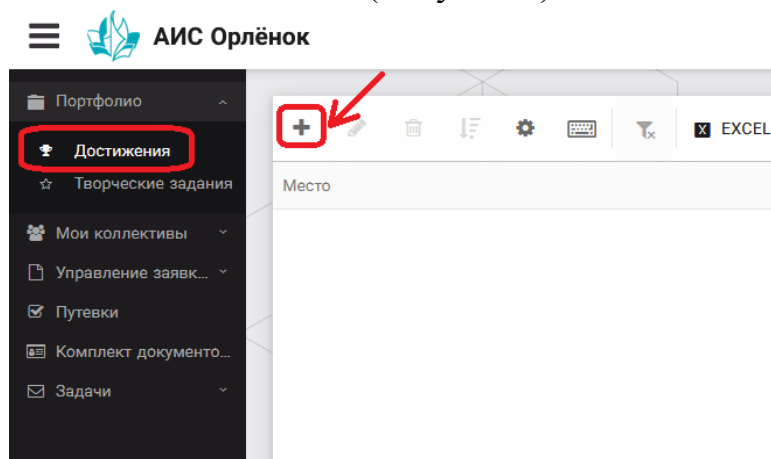 АИС Орлёнок
Портфолио
Достижения
Творческие задания
Мои коллективы
Управление заявк...
Путевки
Комплект документо...
Задачи
EXCEL
Место